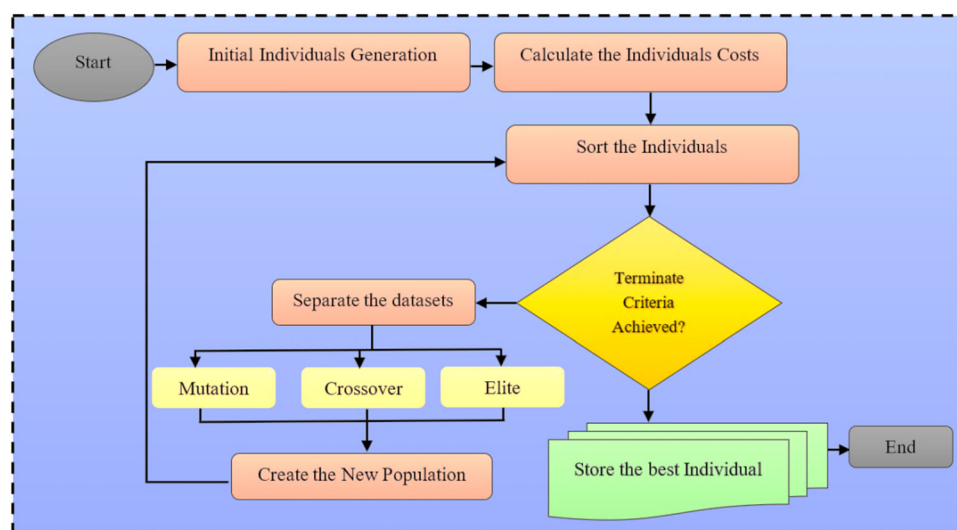 Start
Initial Individuals Generation
Calculate the Individuals Costs
Sort the Individuals
Terminate
Criteria
Achieved?
Separate the datasets
Mutation
Crossover
Elite
Create the New Population
Store the best Individual
End